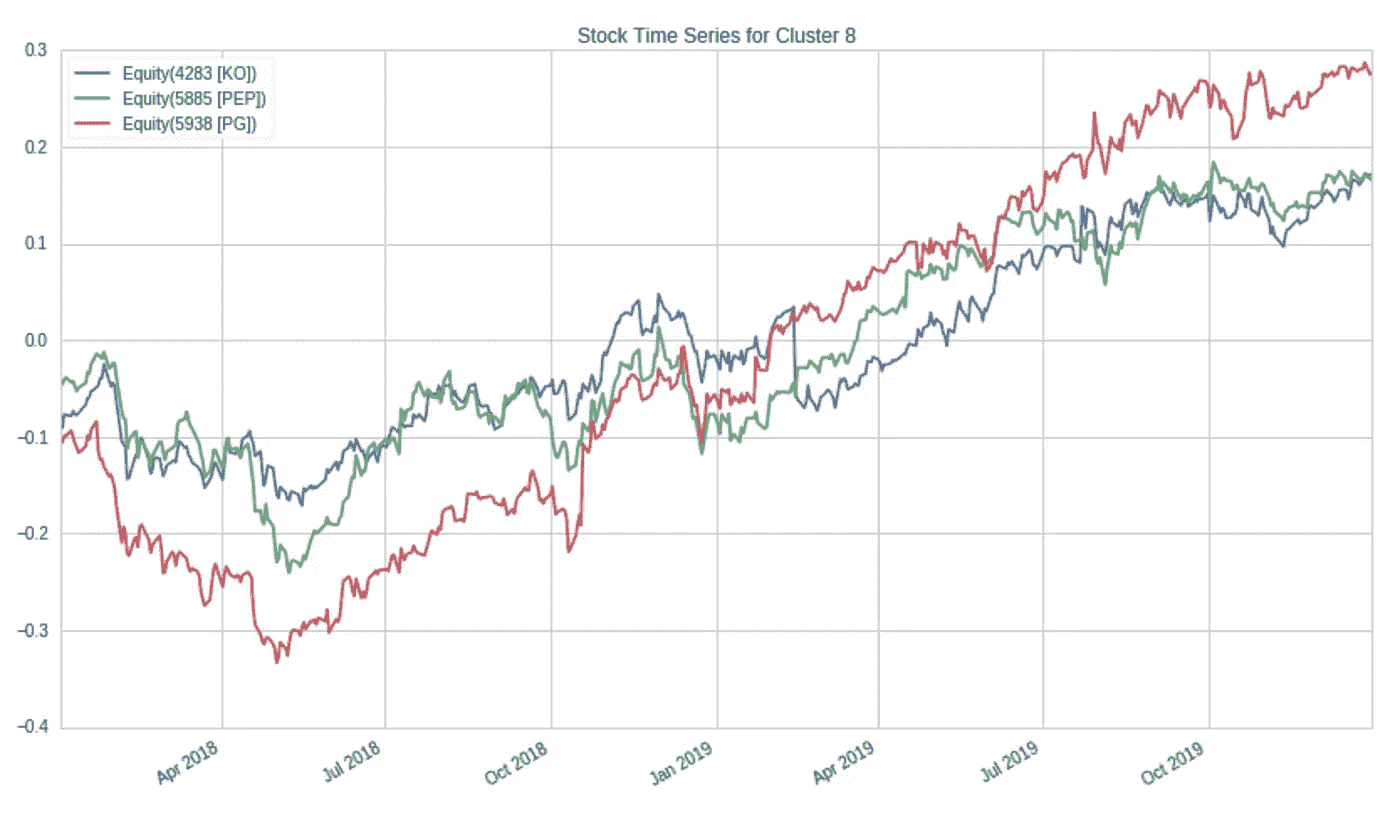 Stock Time Series for Cluster 8
0.3
Equity(4283 [KO])
Equity(5885 [PEP])
Equity(5938 [PG])
0.2
0.1
0.0
−0.1
−0.2
−0.3
−0.4
Apr 2018
Jul 2018
Oct 2018
Jan 2019
Apr 2019
Jul 2019
Oct 2019